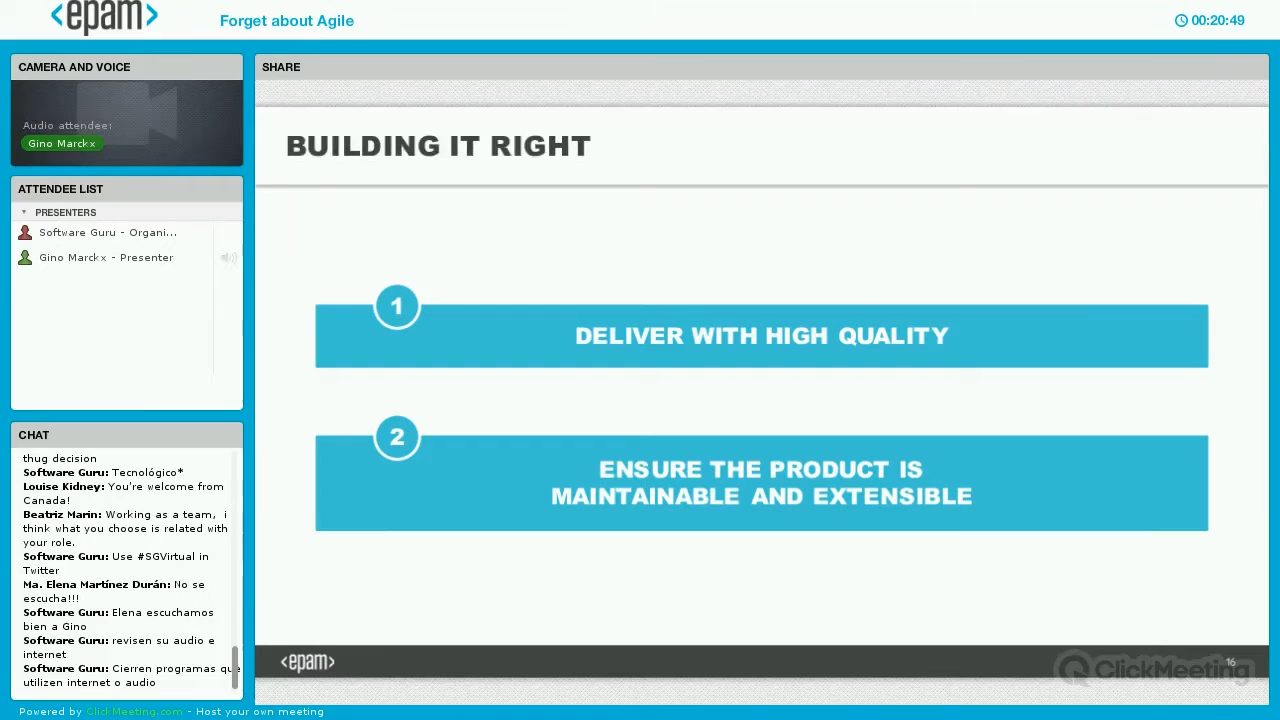 <epam>
Forget about Agile
00:20:49
CAMERA AND VOICE
Audio attendee:
Gino Marckx
ATTENDEE LIST
PRESENTERS
Software Guru - Organi...
Gino Marckx - Presenter
CHAT
thug decision
Software Guru: Tecnológico*
Louise Kidney: You're welcome from
Canada!
Beatriz Marin: Working as a team, i
think what you choose is related with
your role.
Software Guru: Use #SGVirtual in
Twitter
Ma. Elena Martínez Durán: No se
escucha!!!
Software Guru: Elena escuchamos
bien a Gino
Software Guru: revisen su audio e
internet
Software Guru: Cierren programas que
utilizen internet o audio
SHARE
BUILDING IT RIGHT
1
DELIVER WITH HIGH QUALITY
2
ENSURE THE PRODUCT IS
MAINTAINABLE AND EXTENSIBLE
<epam>
16
ClickMeeting
Powered by ClickMeeting.com - Host your own meeting